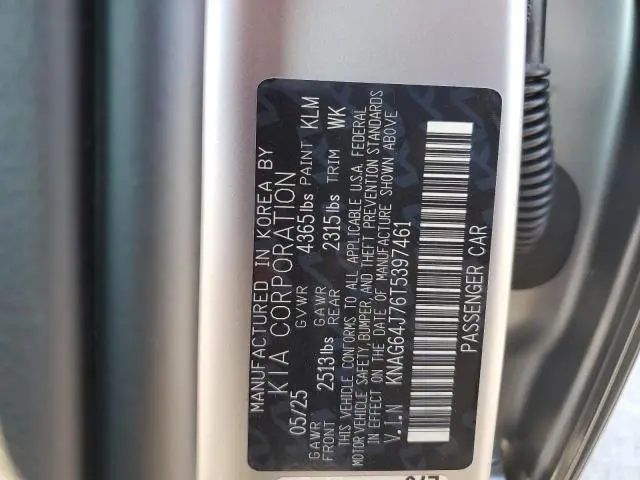 MANUFACTURED IN KOREA BY
KIA CORPORATION
05/25 GVWR 4365lbs PAINT KLM
GAWR FRONT 2513lbs GAWR REAR 2315lbs TRIM WK
THIS VEHICLE CONFORMS TO ALL APPLICABLE U.S.A. FEDERAL
MOTOR VEHICLE SAFETY, BUMPER, AND THEFT PREVENTION STANDARDS
IN EFFECT ON THE DATE OF MANUFACTURE SHOWN ABOVE
V.I.N KNAG64J76T5397461
PASSENGER CAR